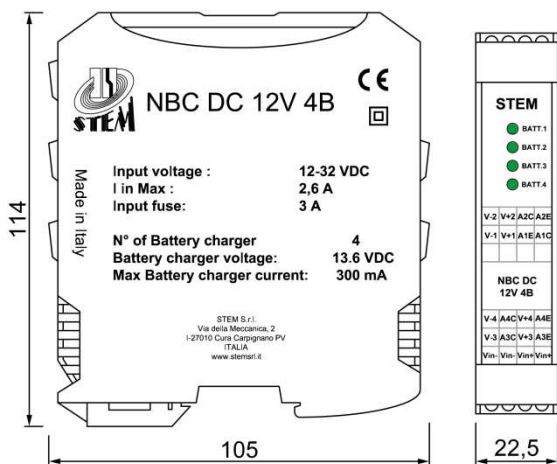 STEM
NBC DC 12V 4B
CE
Made in Italy
Input voltage : 12-32 VDC
I in Max : 2,6 A
Input fuse: 3 A
N° of Battery charger 4
Battery charger voltage: 13.6 VDC
Max Battery charger current: 300 mA
STEM S.r.l.
Via della Meccanica, 2
I-27010 Cura Carpignano PV
ITALIA
www.stemsrl.it
114
105
STEM
BATT.1
BATT.2
BATT.3
BATT.4
V-2 V+2 A2C A2E
V-1 V+1 A1E A1C
NBC DC
12V 4B
V-4 A4C V+4 A4E
V-3 A3C V+3 A3E
Vin- Vin- Vin+ Vin+
22,5